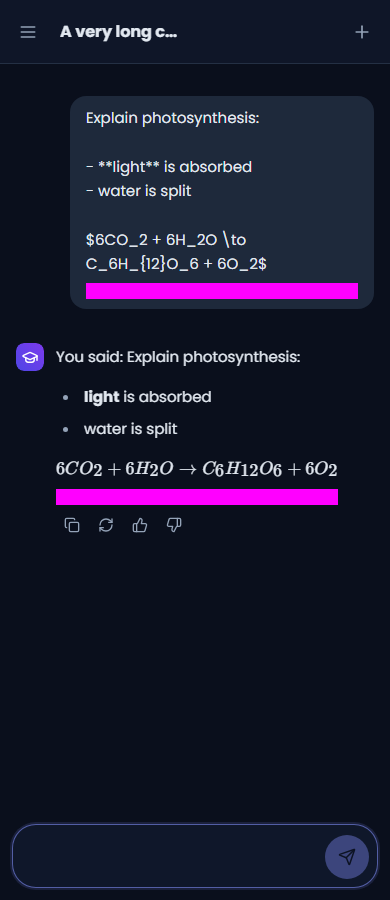 A very long c...
Explain photosynthesis:
- **light** is absorbed
- water is split
$6CO_2 + 6H_2O \to
C_6H_{12}O_6 + 6O_2$
You said: Explain photosynthesis:
• light is absorbed
• water is split
6CO₂ + 6H₂O → C₆H₁₂O₆ + 6O₂